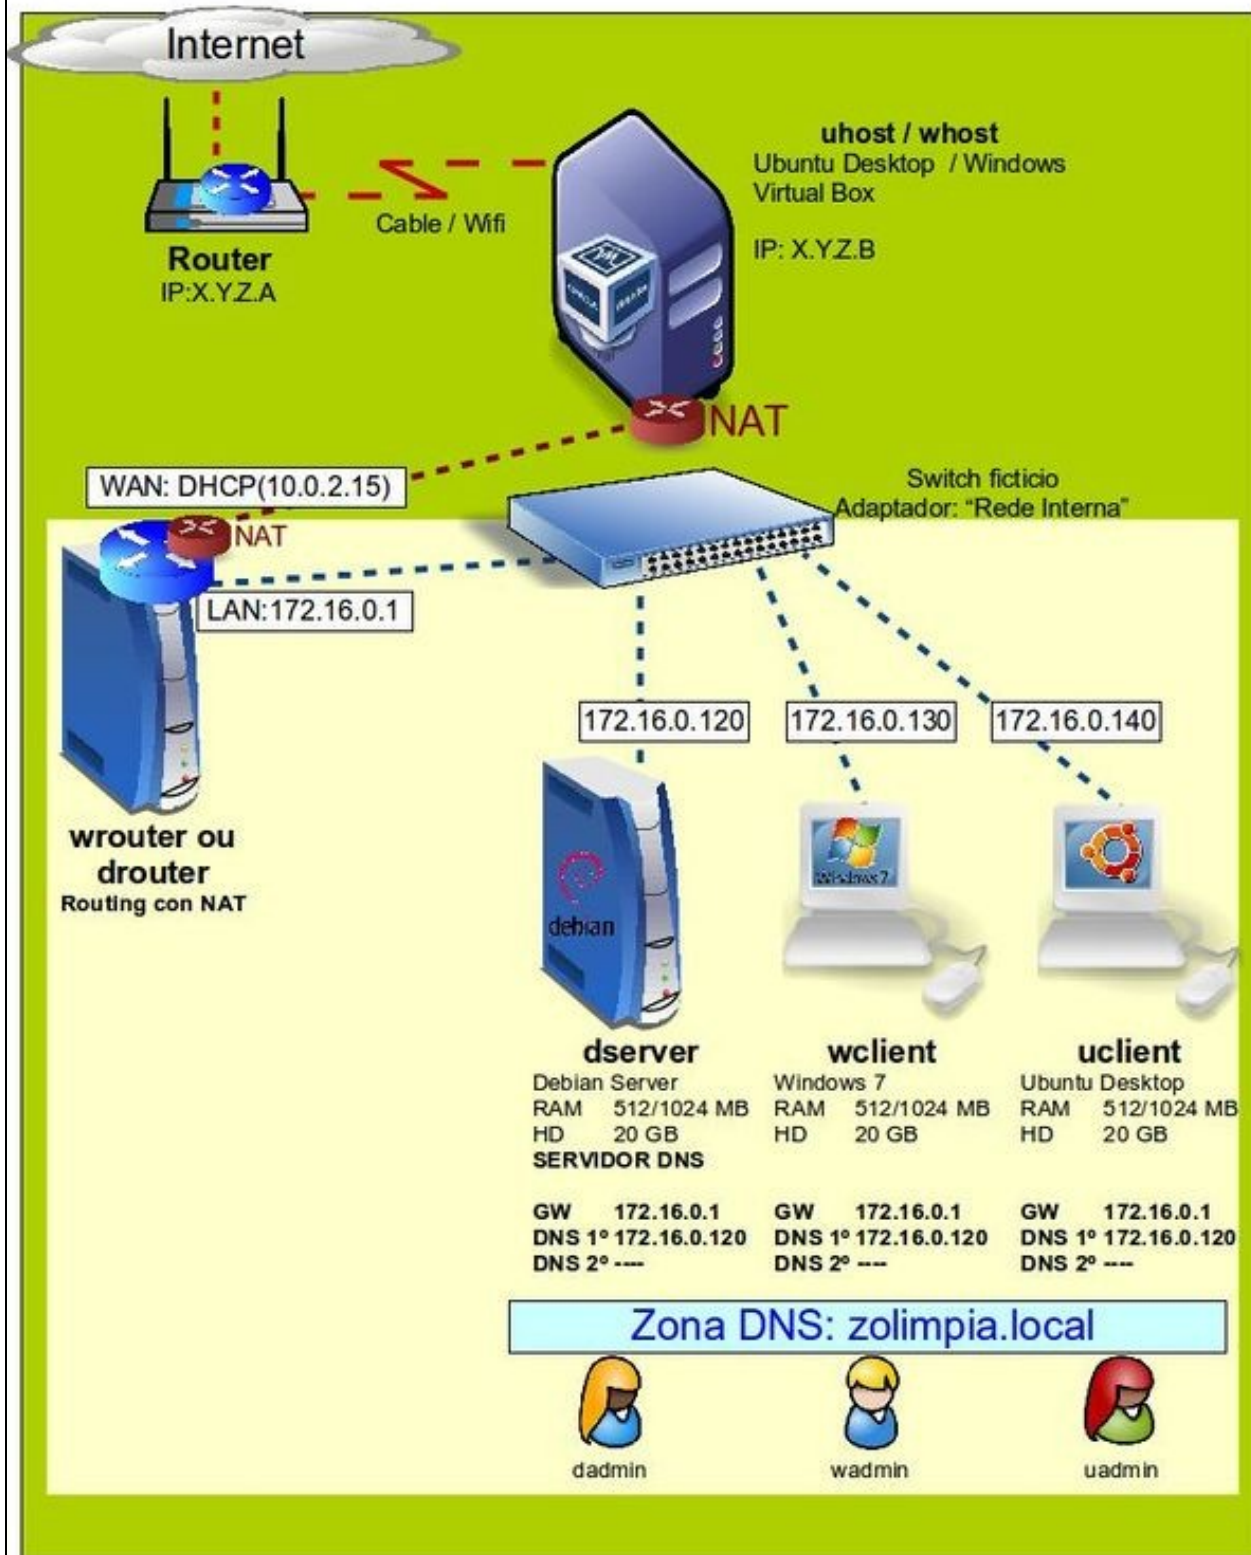 Internet
Router
IP:X.Y.Z.A
Cable / Wifi
uhost / whost
Ubuntu Desktop / Windows
Virtual Box
IP: X.Y.Z.B
NAT
WAN: DHCP(10.0.2.15)
Switch ficticio
Adaptador: “Rede Interna”
NAT
LAN:172.16.0.1
172.16.0.120
172.16.0.130
172.16.0.140
wrouter ou
drouter
Routing con NAT
debian
Windows 7
dserver
Debian Server
RAM 512/1024 MB
HD 20 GB
SERVIDOR DNS
GW 172.16.0.1
DNS 1º 172.16.0.120
DNS 2º ----
wclient
Windows 7
RAM 512/1024 MB
HD 20 GB
GW 172.16.0.1
DNS 1º 172.16.0.120
DNS 2º ----
uclient
Ubuntu Desktop
RAM 512/1024 MB
HD 20 GB
GW 172.16.0.1
DNS 1º 172.16.0.120
DNS 2º ----
Zona DNS: zolimpia.local
dadmin
wadmin
uadmin